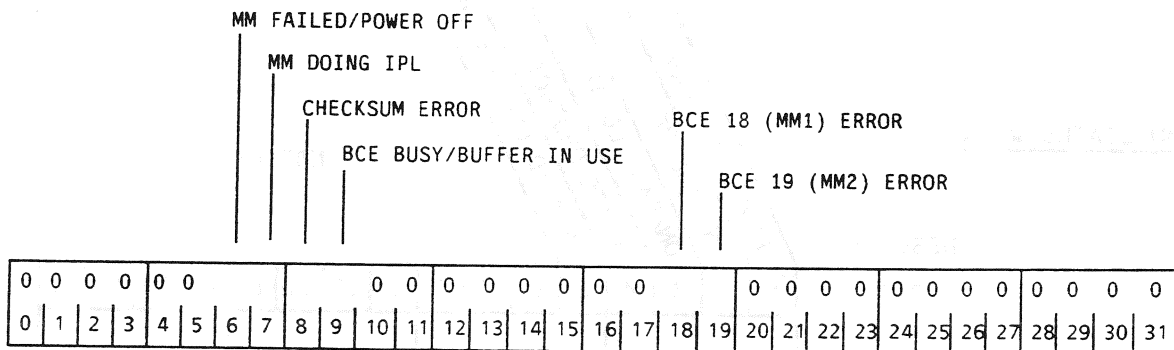 MM FAILED/POWER OFF
MM DOING IPL
CHECKSUM ERROR
BCE 18 (MM1) ERROR
BCE BUSY/BUFFER IN USE
BCE 19 (MM2) ERROR
0 0 0 0 0 0 0 0 0 0 0 0 0 0 0 0 0 0 0 0 0 0 0 0 0 0
0 1 2 3 4 5 6 7 8 9 10 11 12 13 14 15 16 17 18 19 20 21 22 23 24 25 26 27 28 29 30 31